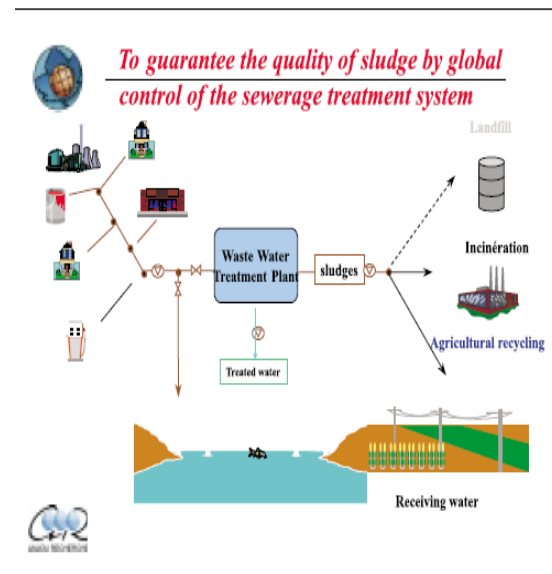 To guarantee the quality of sludge by global
control of the sewerage treatment system
Landfill
Waste Water
Treatment Plant
sludges
Incinération
Agricultural recycling
Treated water
Receiving water